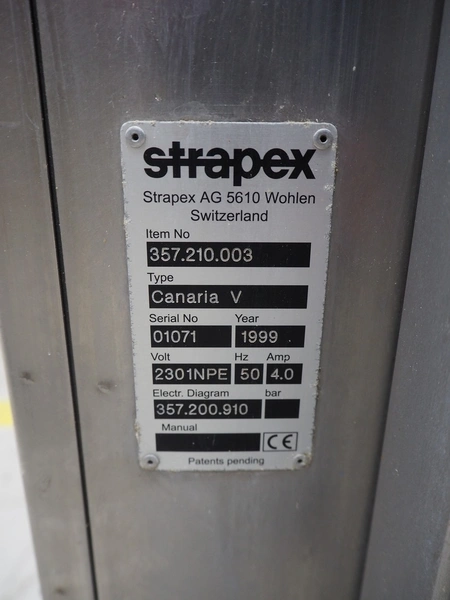 strapex
Strapex AG 5610 Wohlen
Switzerland
Item No
357.210.003
Type
Canaria V
Serial No Year
01071 1999
Volt Hz Amp
2301NPE 50 4.0
Electr. Diagram bar
357.200.910
Manual
CE
Patents pending